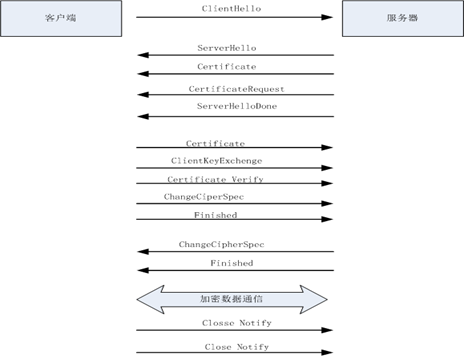 ClientHello
客户端
服务器
ServerHello
Certificate
CertificateRequest
ServerHelloDone
Certificate
ClientKeyExchenge
Certificate Verify
ChangeCiperSpec
Finished
ChangeCipherSpec
Finished
加密数据通信
Closse Notify
Close Notify